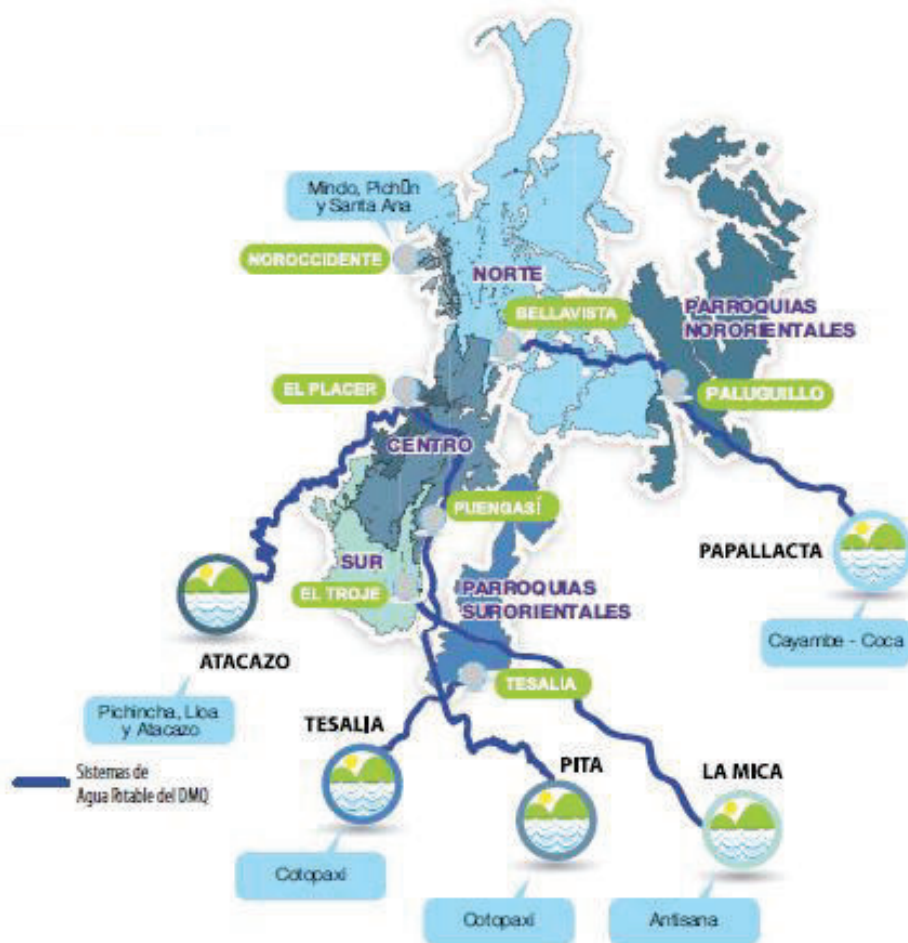 Mindo, Pichûn
y Santa Ana
NOROCCIDENTE
NORTE
BELLAVISTA
PARROQUIAS
NORORIENTALES
EL PLACER
PALUGUILLO
CENTRO
PUENGASÍ
PAPALLACTA
SUR
EL TROJE
PARROQUIAS
SURORIENTALES
Cayambe - Coca
ATACAZO
TESALIA
Pichincha, Lloa
y Atacazo
TESALIA
PITA
LA MICA
Sistemas de
Agua Potable del DMQ
Cotopaxi
Cotopaxi
Antisana